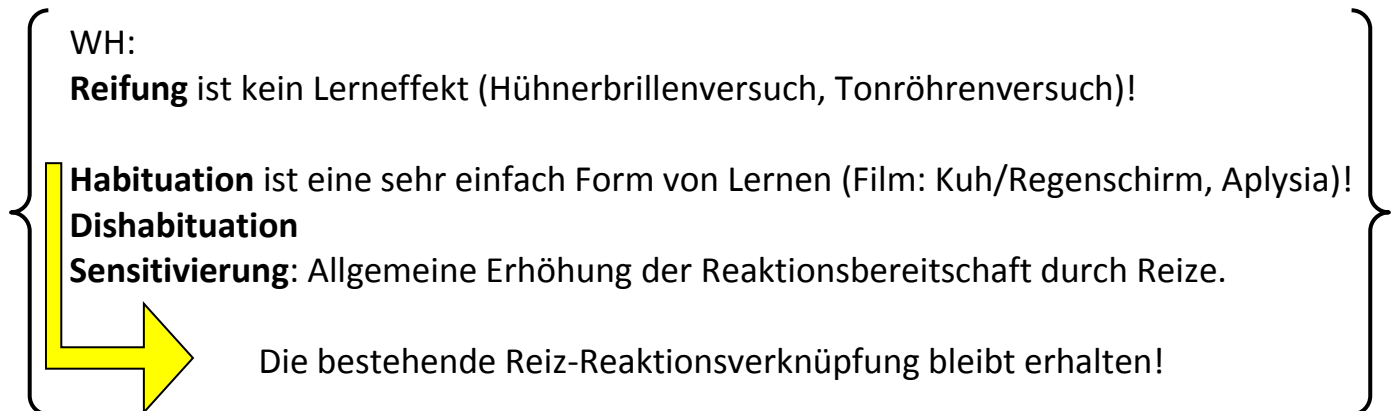 WH:
Reifung ist kein Lerneffekt (Hühnerbrillenversuch, Tonröhrenversuch)!
Habituation ist eine sehr einfach Form von Lernen (Film: Kuh/Regenschirm, Aplysia)!
Dishabituation
Sensitivierung: Allgemeine Erhöhung der Reaktionsbereitschaft durch Reize.
Die bestehende Reiz-Reaktionsverknüpfung bleibt erhalten!